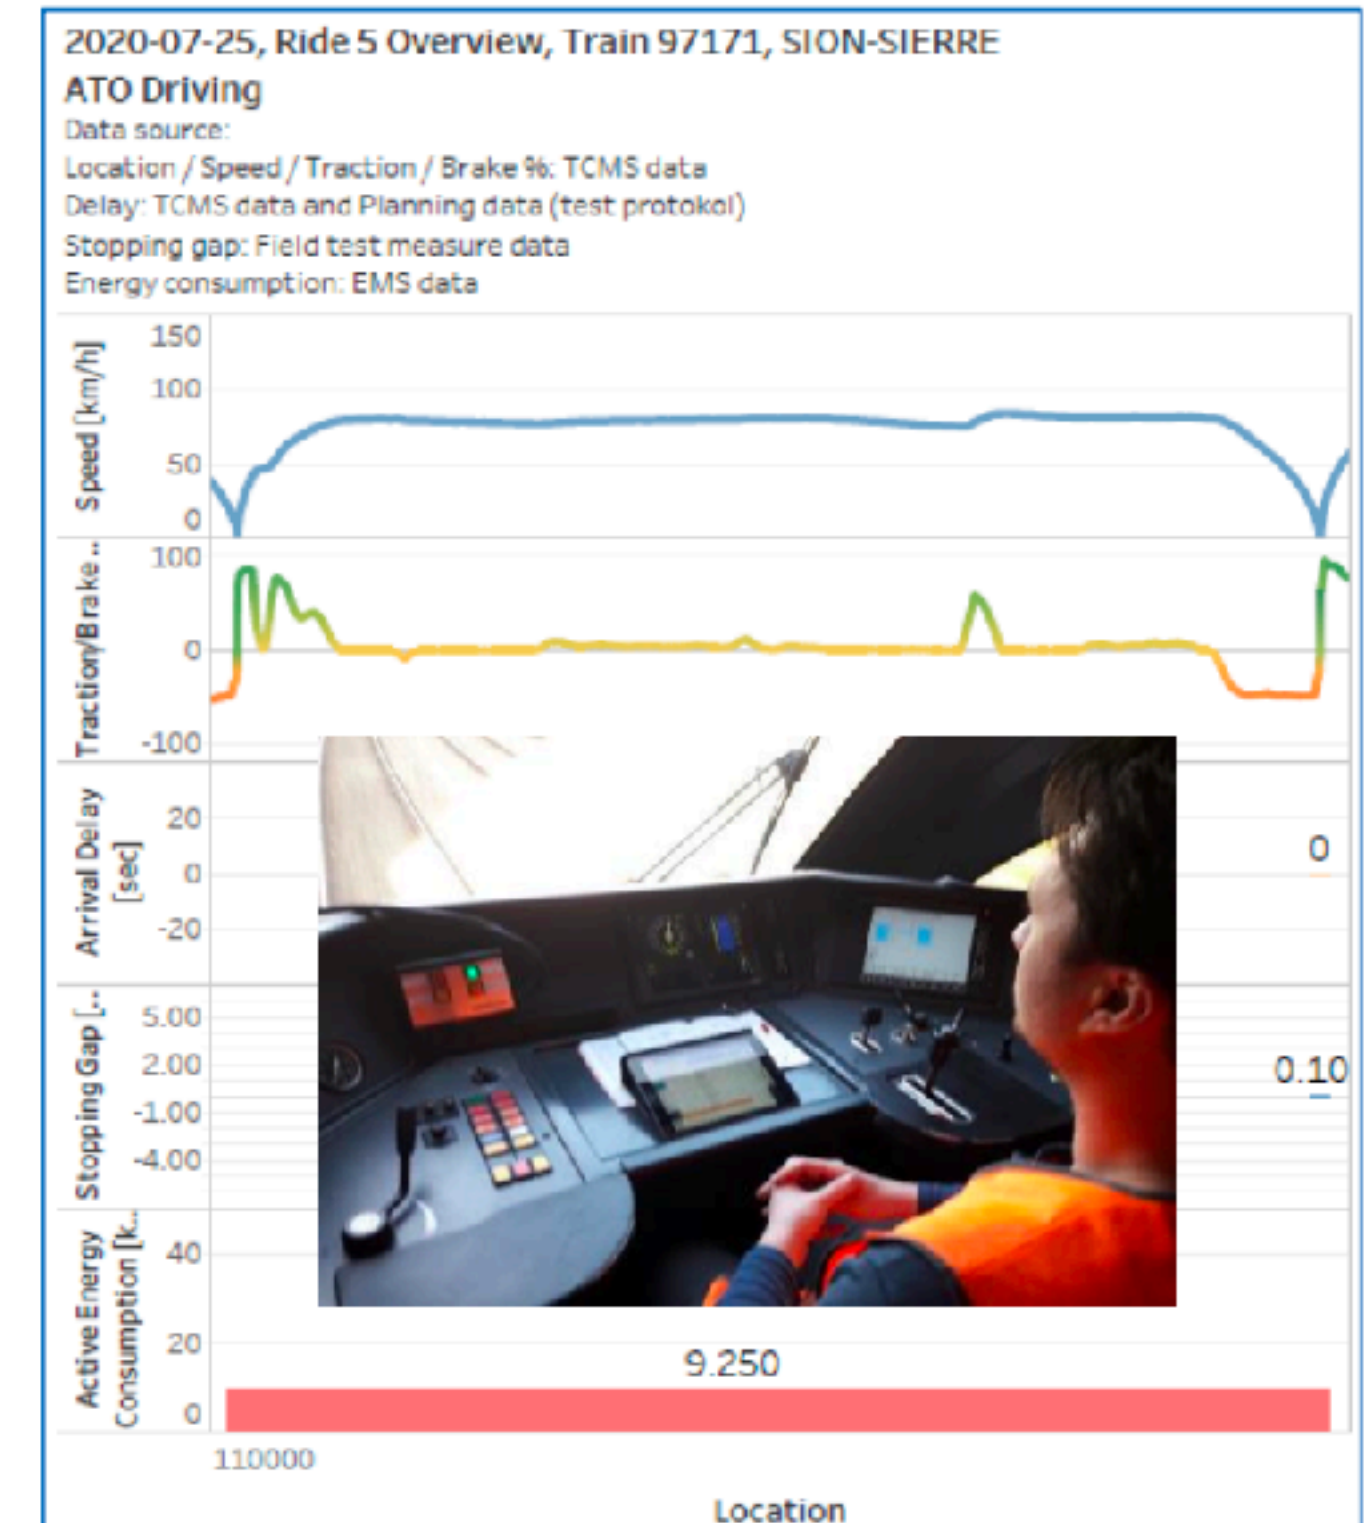 2020-07-25, Ride 5 Overview, Train 97171, SION-SIERRE
ATO Driving
Data source:
Location / Speed / Traction / Brake %: TCMS data
Delay: TCMS data and Planning data (test protokol)
Stopping gap: Field test measure data
Energy consumption: EMS data
Speed [km/h]
150
100
50
0
Traction/Brake ..
100
0
-100
Arrival Delay
[sec]
20
0
-20
0
Stopping Gap [..
5.00
2.00
-1.00
-4.00
0.10
Active Energy
Consumption [k..
40
20
0
9.250
110000
Location